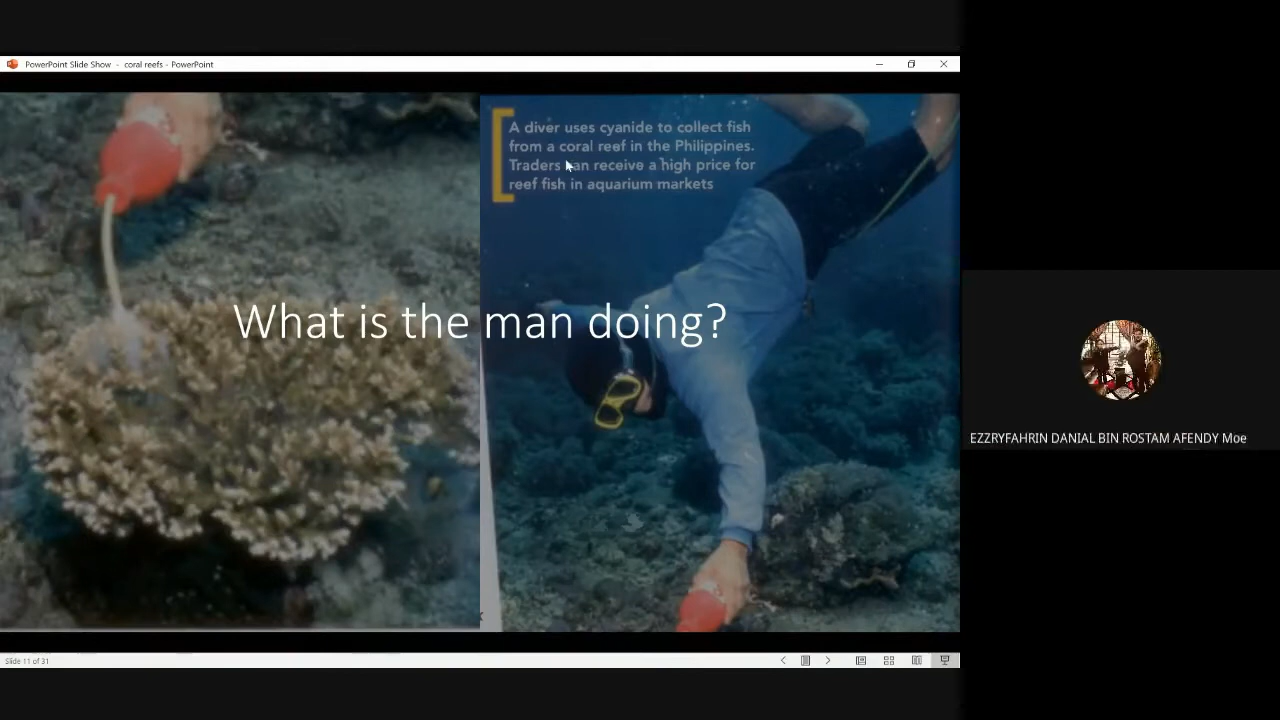 PowerPoint Slide Show - coral reefs - PowerPoint
A diver uses cyanide to collect fish
from a coral reef in the Philippines.
Traders can receive a high price for
reef fish in aquarium markets
What is the man doing?
EZZRYFAHRIN DANIAL BIN ROSTAM AFENDY Moe
Slide 11 of 31